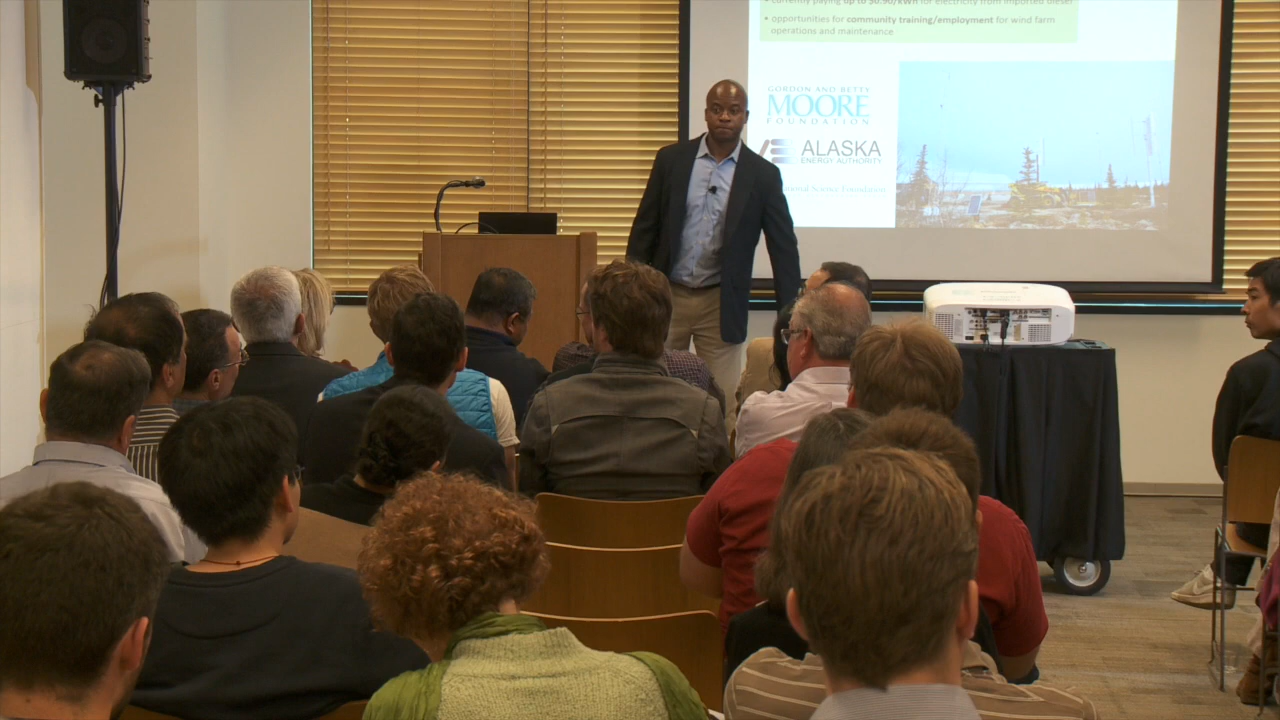 • currently paying up to $0.90/kWh for electricity from imported diesel
• opportunities for community training/employment for wind farm
operations and maintenance
GORDON AND BETTY
MOORE
FOUNDATION
ALASKA
ENERGY AUTHORITY
National Science Foundation